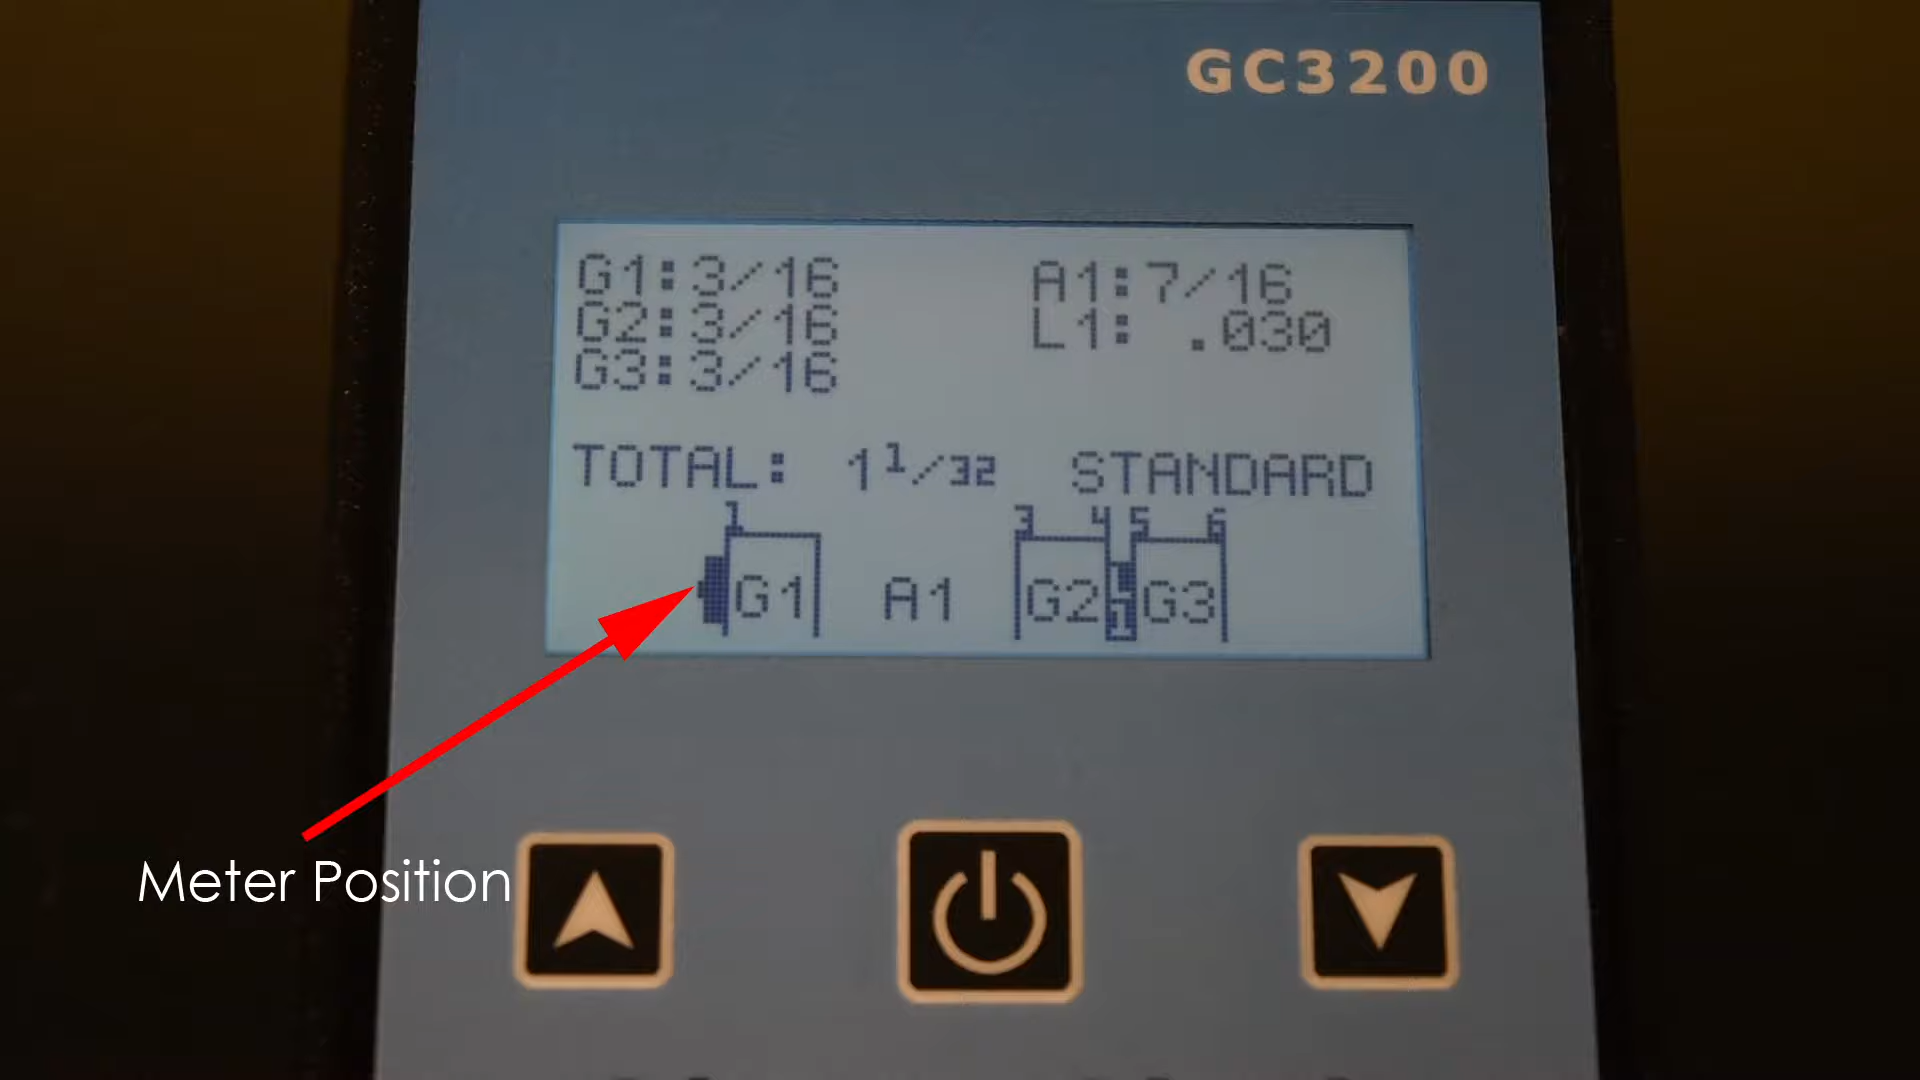 GC3200
G1:3/16 A1:7/16
G2:3/16 L1: .030
G3:3/16
TOTAL: 1 1/32 STANDARD
1 3 4 5 6
G1 A1 G2 L1 G3
Meter Position